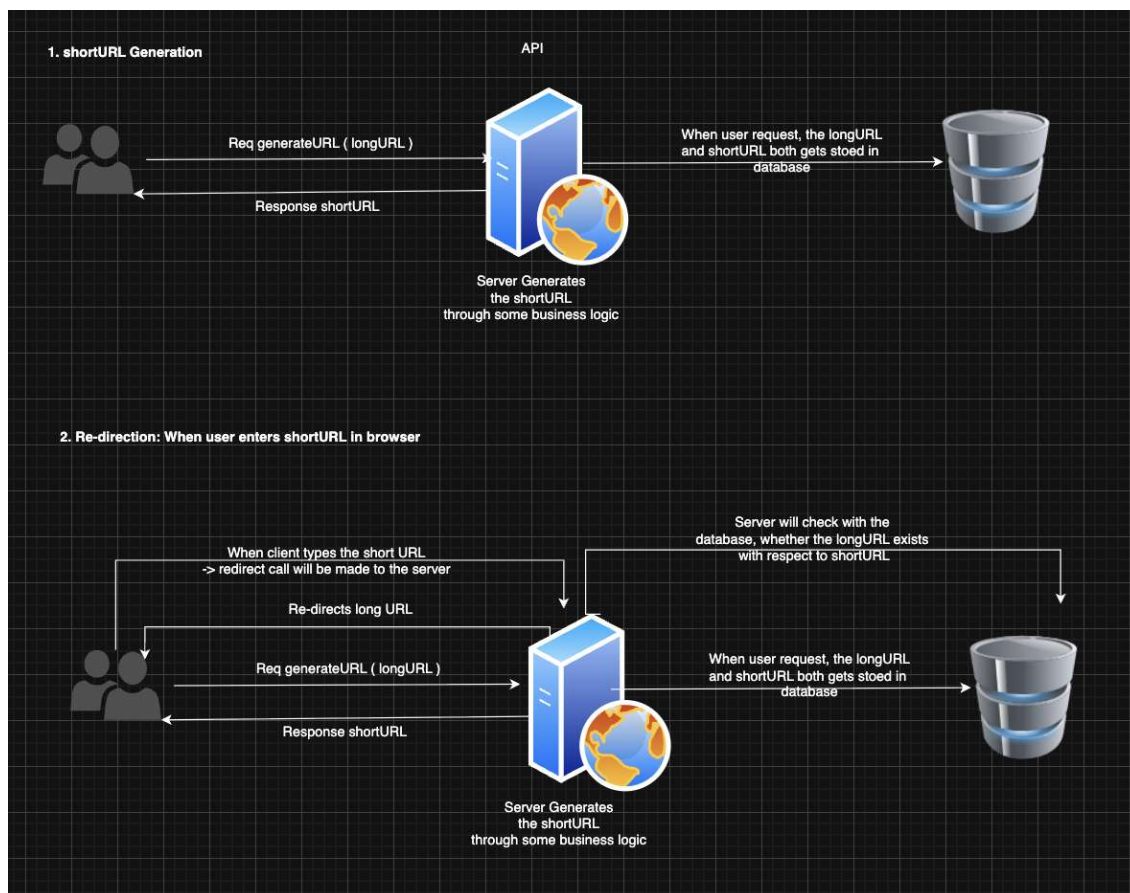 1. shortURL Generation
API
Req generateURL ( longURL )
Response shortURL
When user request, the longURL
and shortURL both gets stoed in
database
Server Generates
the shortURL
through some business logic
2. Re-direction: When user enters shortURL in browser
When client types the short URL
-> redirect call will be made to the server
Server will check with the
database, whether the longURL exists
with respect to shortURL
Re-directs long URL
Req generateURL ( longURL )
Response shortURL
When user request, the longURL
and shortURL both gets stoed in
database
Server Generates
the shortURL
through some business logic